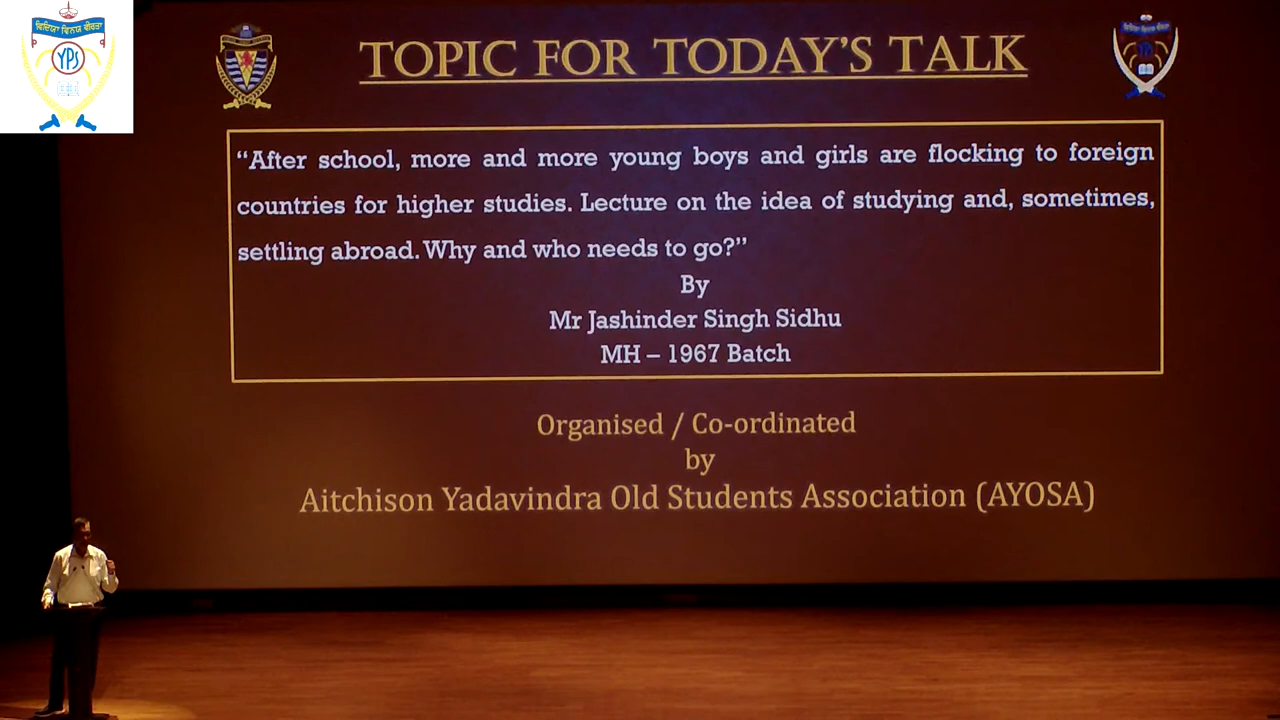 ਵਿਦਿਯਾ ਵਿਨਯ ਵੀਰਤਾ
YPS
TOPIC FOR TODAY'S TALK
“After school, more and more young boys and girls are flocking to foreign
countries for higher studies. Lecture on the idea of studying and, sometimes,
settling abroad. Why and who needs to go?”
By
Mr Jashinder Singh Sidhu
MH – 1967 Batch
Organised / Co-ordinated
by
Aitchison Yadavindra Old Students Association (AYOSA)